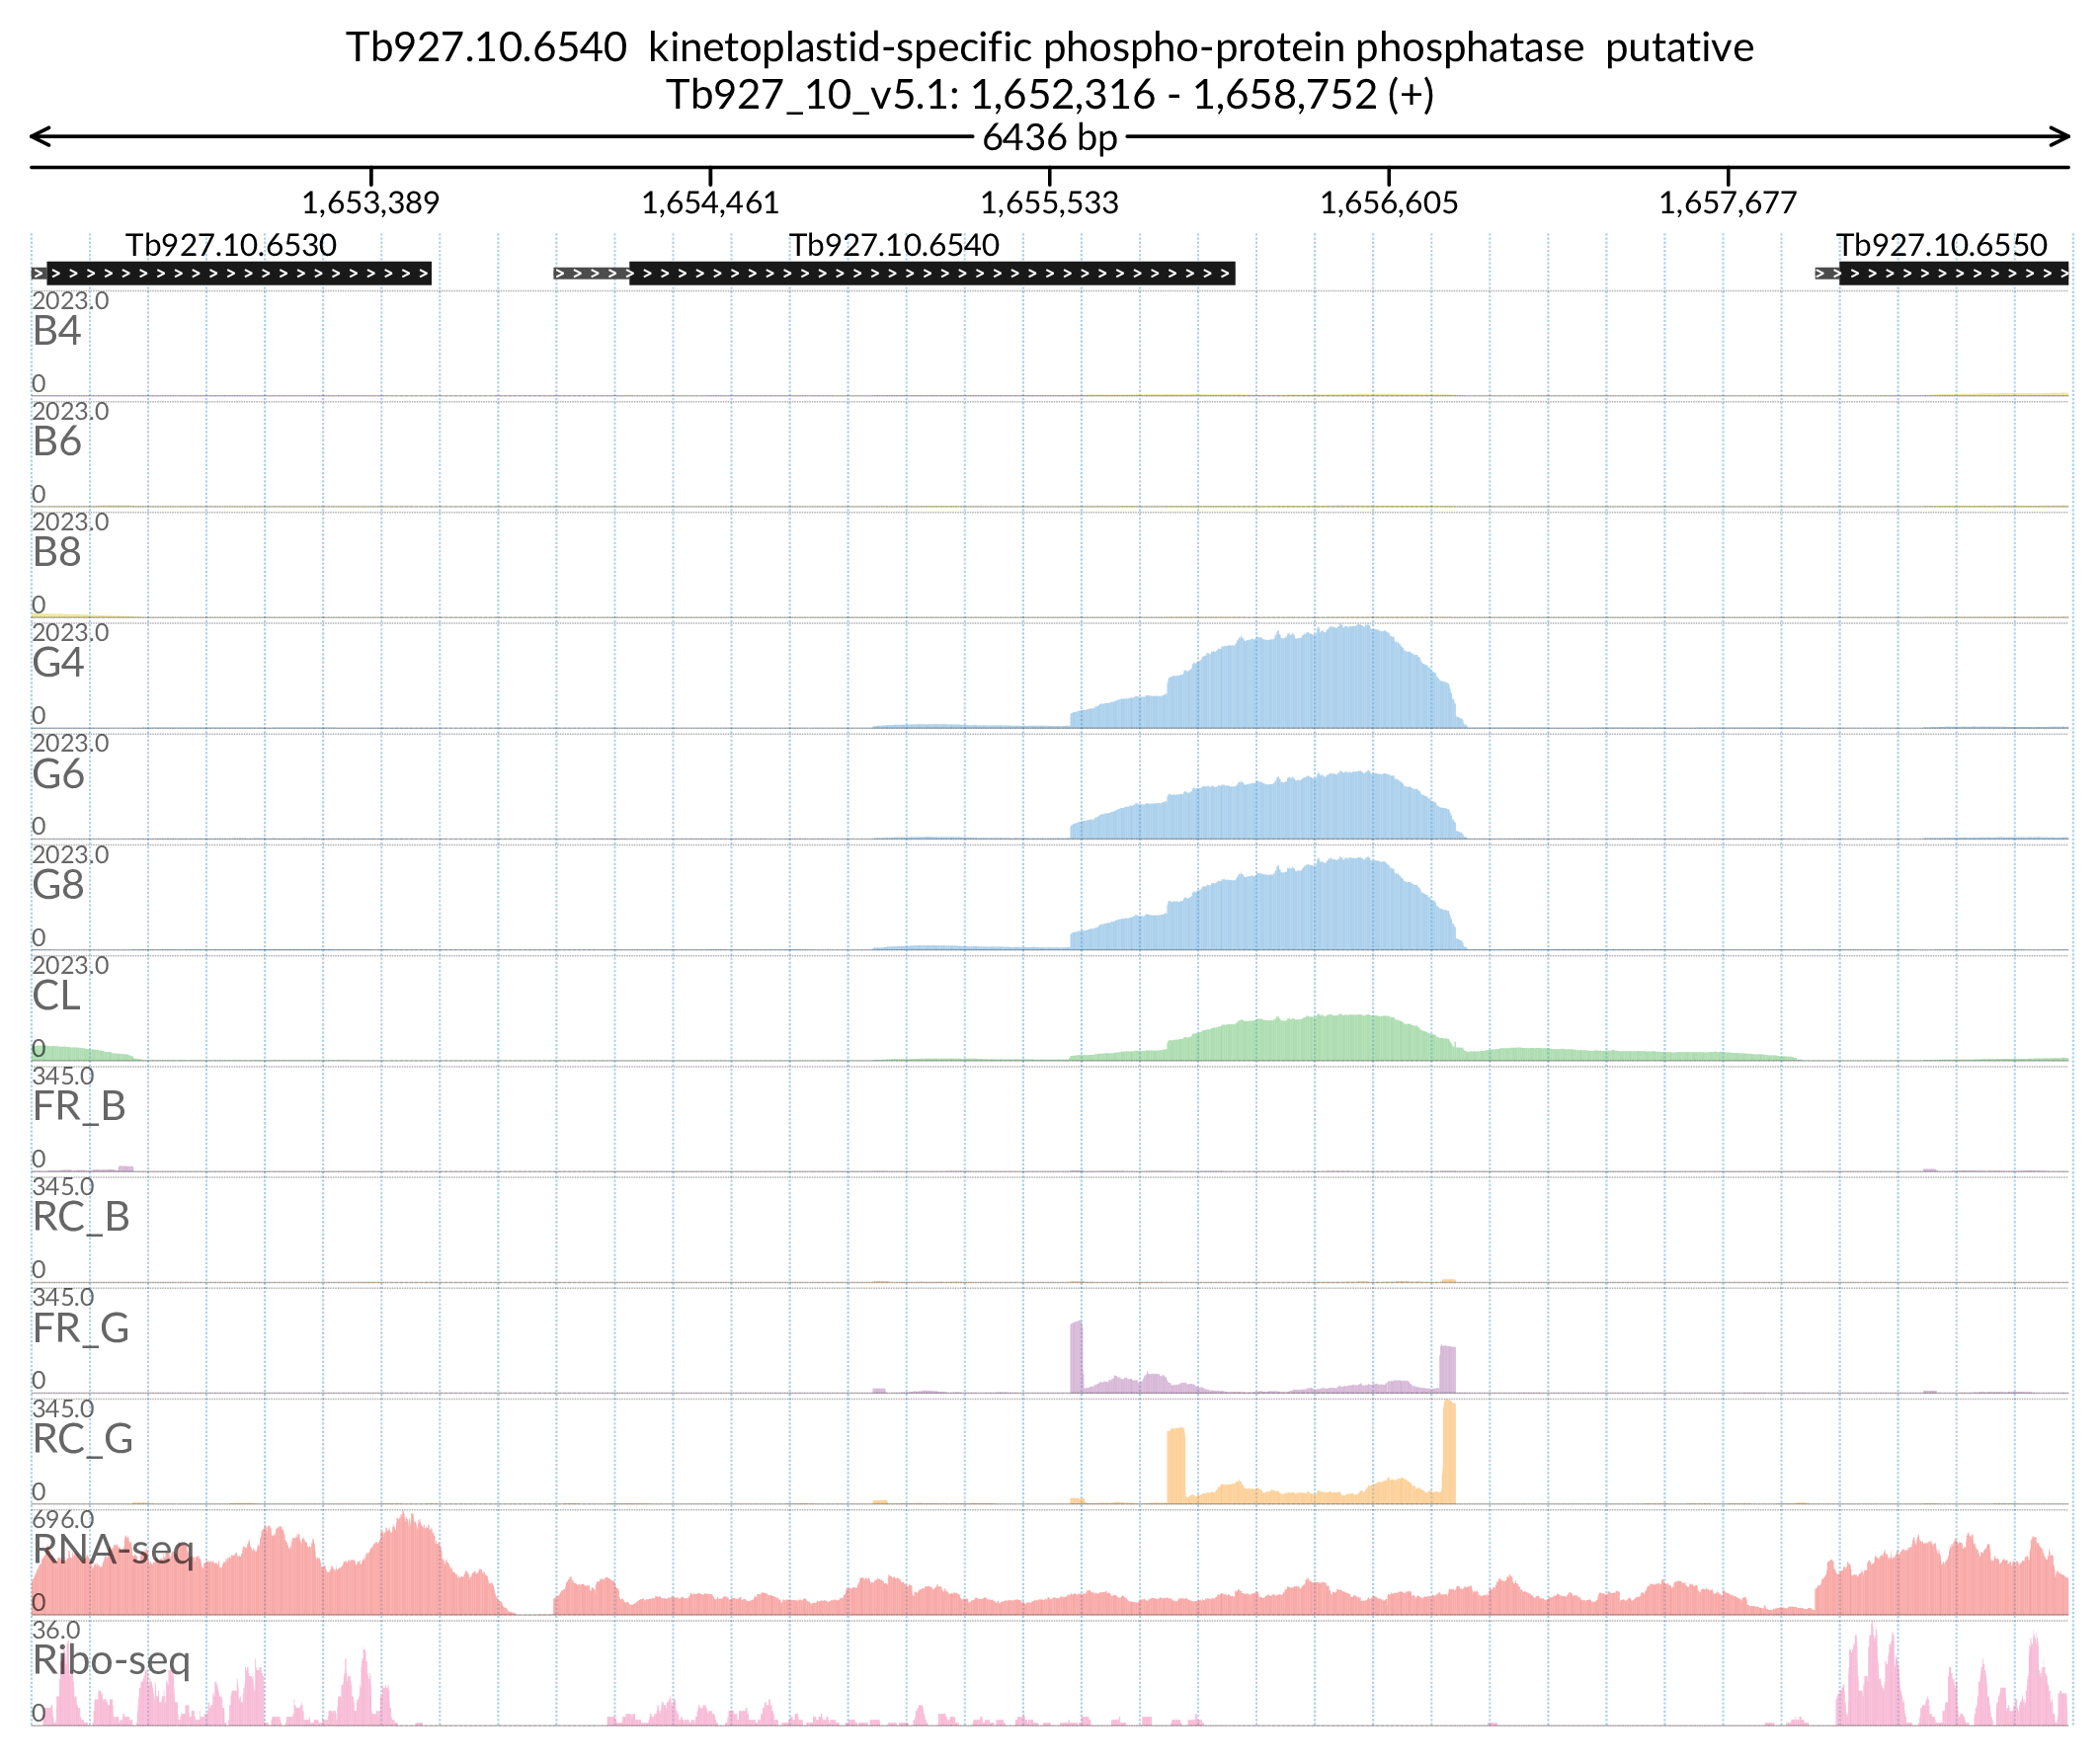 Tb927.10.6540  kinetoplastid-specific phospho-protein phosphatase  putative
Tb927_10_v5.1: 1,652,316 - 1,658,752 (+)
6436 bp
1,653,389 1,654,461 1,655,533 1,656,605 1,657,677
Tb927.10.6530 Tb927.10.6540 Tb927.10.6550
2023.0
B4
0
2023.0
B6
0
2023.0
B8
0
2023.0
G4
0
2023.0
G6
0
2023.0
G8
0
2023.0
CL
0
345.0
FR_B
0
345.0
RC_B
0
345.0
FR_G
0
345.0
RC_G
0
696.0
RNA-seq
0
36.0
Ribo-seq
0